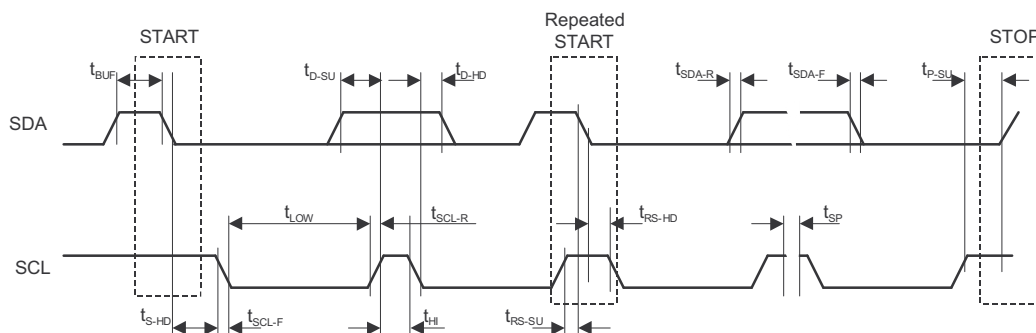 START
Repeated
START
STOP
tBUF
tD-SU
tD-HD
tSDA-R
tSDA-F
tP-SU
SDA
tLOW
tSCL-R
tRS-HD
tSP
SCL
tS-HD
tSCL-F
tHI
tRS-SU